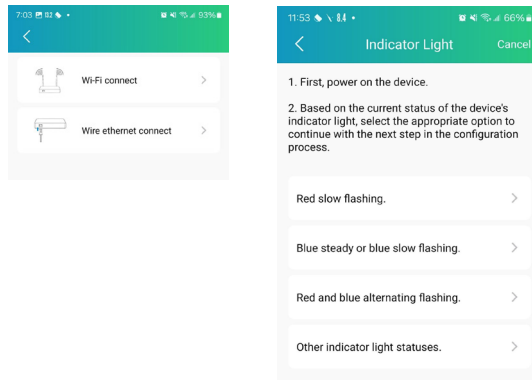 7:03
93%
Wi-Fi connect
Wire ethernet connect
11:53
8.4
66%
Indicator Light
Cancel
1. First, power on the device.
2. Based on the current status of the device's
indicator light, select the appropriate option to
continue with the next step in the configuration
process.
Red slow flashing.
Blue steady or blue slow flashing.
Red and blue alternating flashing.
Other indicator light statuses.